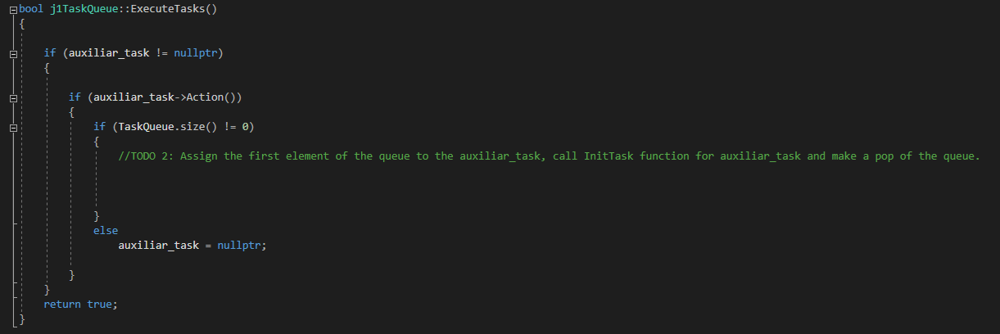 bool j1TaskQueue::ExecuteTasks()
{
if (auxiliar_task != nullptr)
{
if (auxiliar_task->Action())
{
if (TaskQueue.size() != 0)
{
//TODO 2: Assign the first element of the queue to the auxiliar_task, call InitTask function for auxiliar_task and make a pop of the queue.
}
else
auxiliar_task = nullptr;
}
}
return true;
}